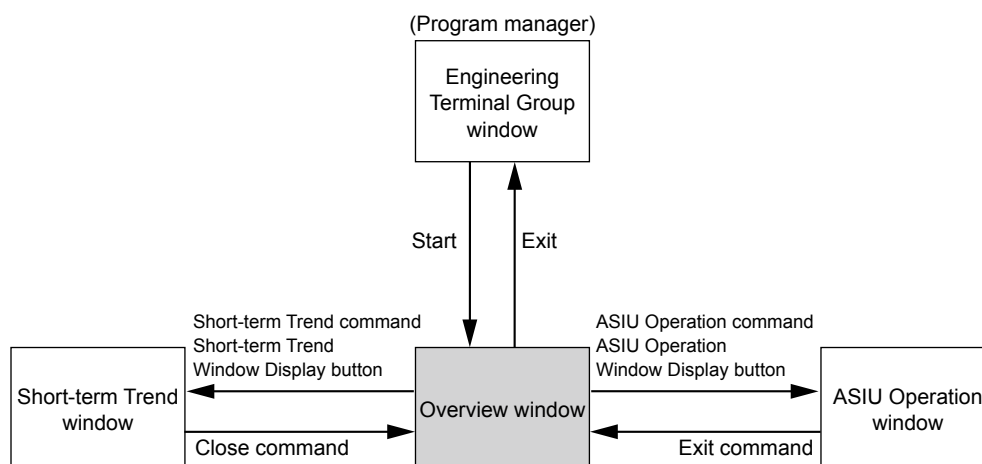 (Program manager)
Engineering
Terminal Group
window
Start
Exit
Short-term Trend command
Short-term Trend
Window Display button
ASIU Operation command
ASIU Operation
Window Display button
Short-term Trend
window
Overview window
ASIU Operation
window
Close command
Exit command